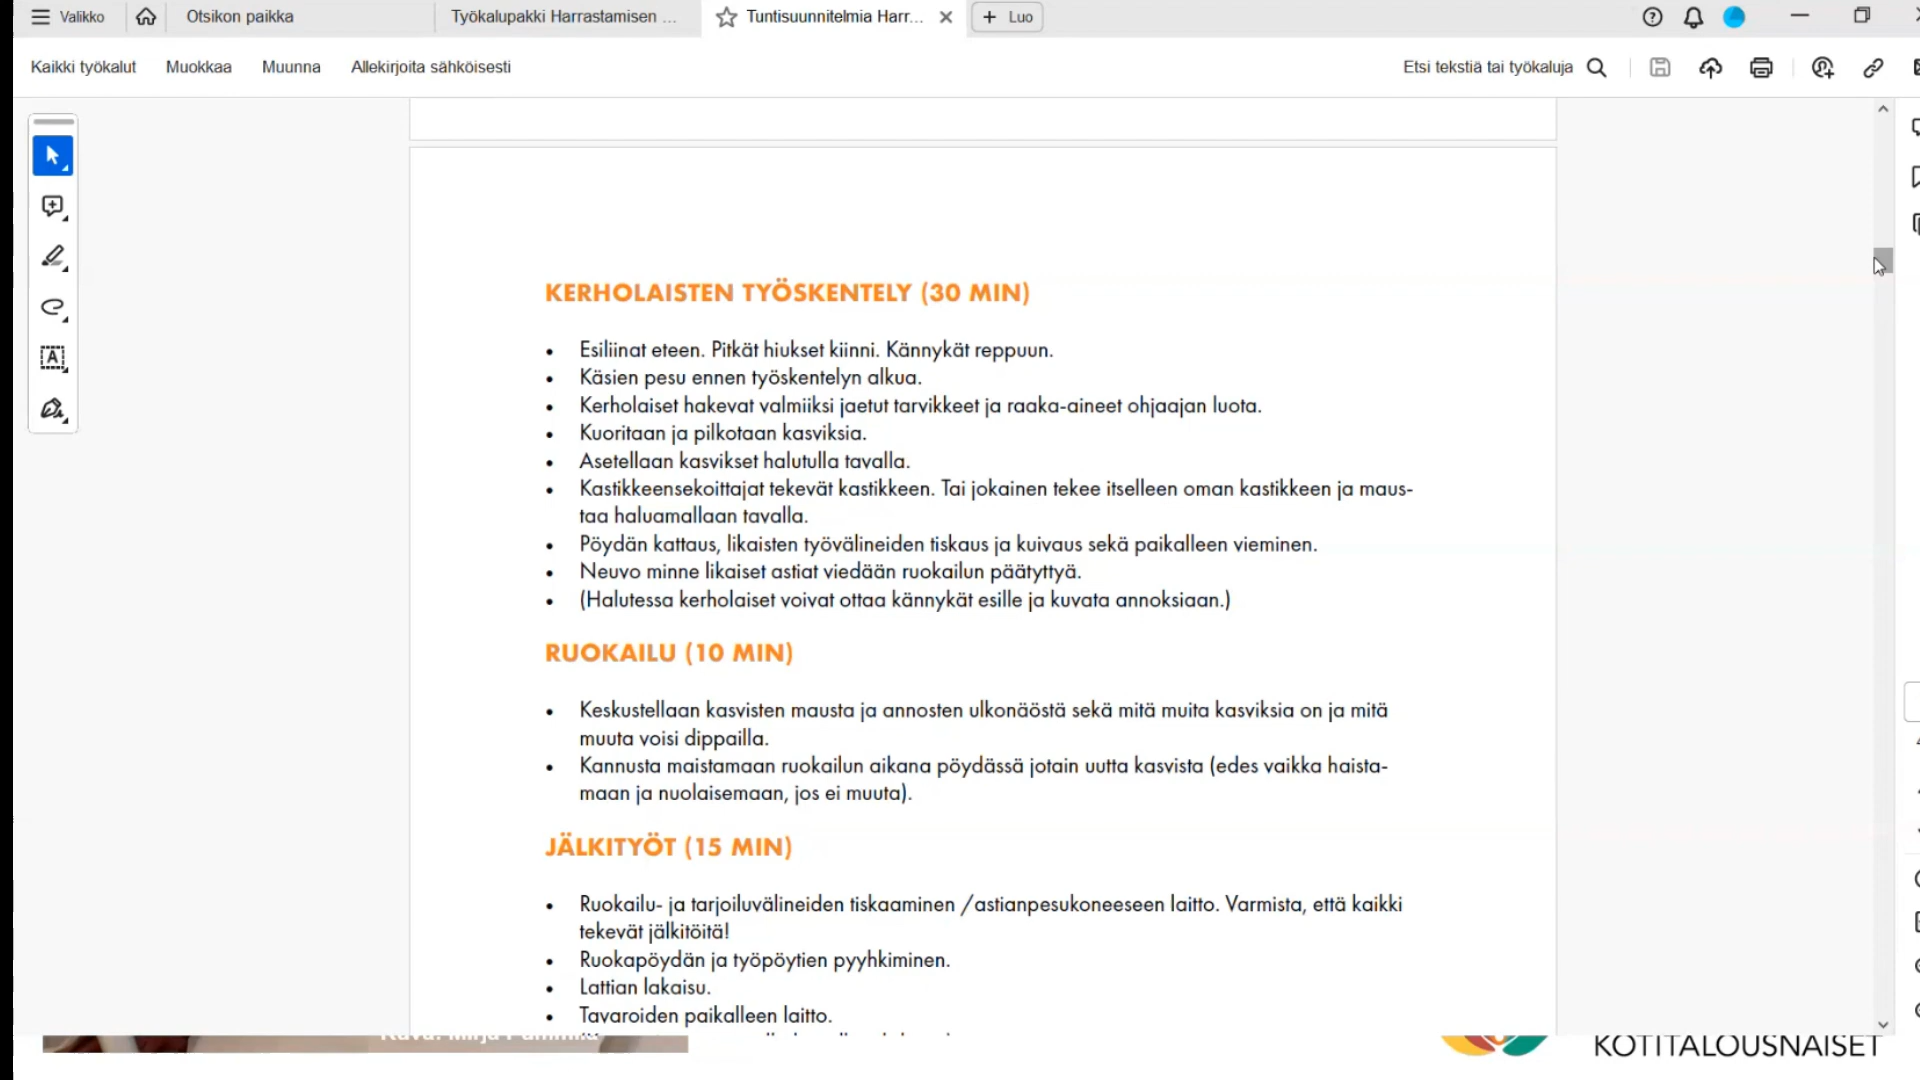 Valikko
Otsikon paikka
Työkalupakki Harrastamisen ...
Tuntisuunnitelmia Harr...
Luo
Kaikki työkalut
Muokkaa
Muunna
Allekirjoita sähköisesti
Etsi tekstiä tai työkaluja
KERHOLAISTEN TYÖSKENTELY (30 MIN)
• Esiliinat eteen. Pitkät hiukset kiinni. Kännykät reppuun.
• Käsien pesu ennen työskentelyn alkua.
• Kerholaiset hakevat valmiiksi jaetut tarvikkeet ja raaka-aineet ohjaajan luota.
• Kuoritaan ja pilkotaan kasviksia.
• Asetellaan kasvikset halutulla tavalla.
• Kastikkeensekoittajat tekevät kastikkeen. Tai jokainen tekee itselleen oman kastikkeen ja maus-
taa haluamallaan tavalla.
• Pöydän kattaus, likaisten työvälineiden tiskaus ja kuivaus sekä paikalleen vieminen.
• Neuvo minne likaiset astiat viedään ruokailun päätyttyä.
• (Halutessa kerholaiset voivat ottaa kännykät esille ja kuvata annoksiaan.)
RUOKAILU (10 MIN)
• Keskustellaan kasvisten mausta ja annosten ulkonäöstä sekä mitä muita kasviksia on ja mitä
muuta voisi dippailla.
• Kannusta maistamaan ruokailun aikana pöydässä jotain uutta kasvista (edes vaikka haista-
maan ja nuolaisemaan, jos ei muuta).
JÄLKITYÖT (15 MIN)
• Ruokailu- ja tarjoiluvälineiden tiskaaminen /astianpesukoneeseen laitto. Varmista, että kaikki
tekevät jälkitöitä!
• Ruokapöydän ja työpöytien pyyhkiminen.
• Lattian lakaisu.
• Tavaroiden paikalleen laitto.
KOTITALOUSNAISET